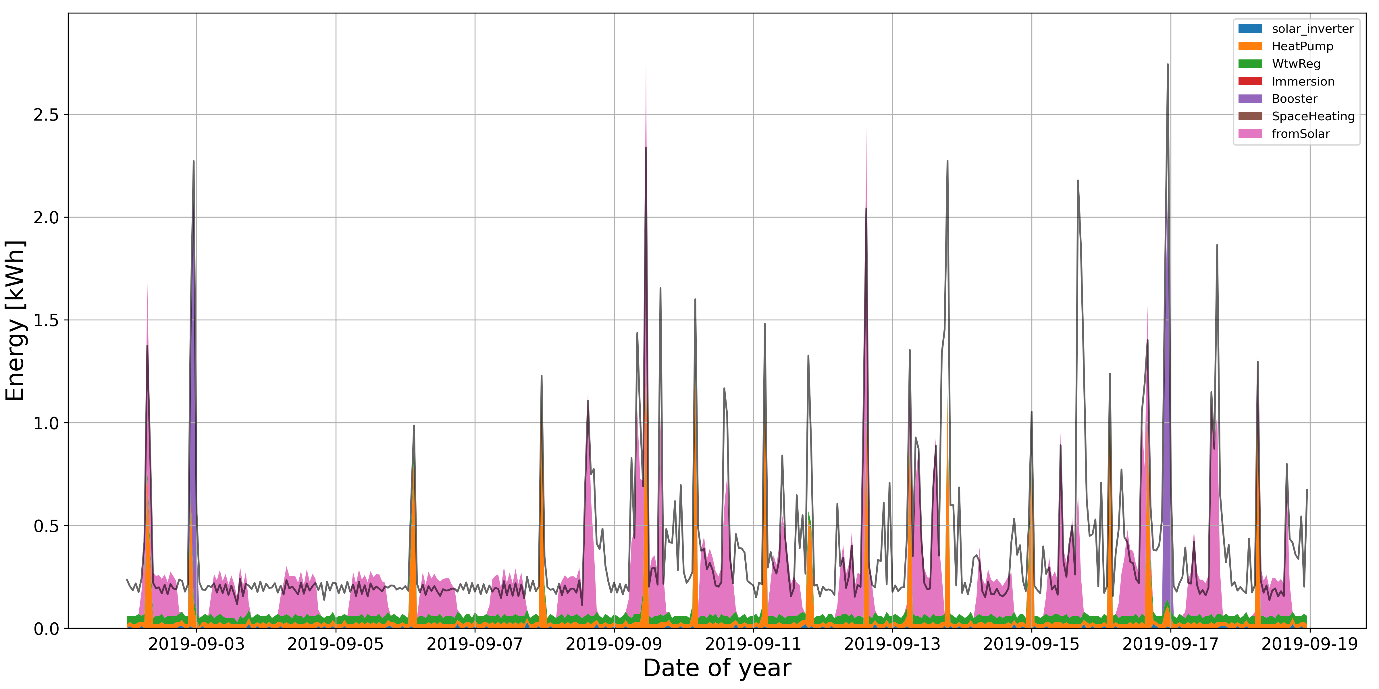 solar_inverter
HeatPump
WtwReg
Immersion
Booster
SpaceHeating
fromSolar
Energy [kWh]
2.5
2.0
1.5
1.0
0.5
0.0
2019-09-03 2019-09-05 2019-09-07 2019-09-09 2019-09-11 2019-09-13 2019-09-15 2019-09-17 2019-09-19
Date of year